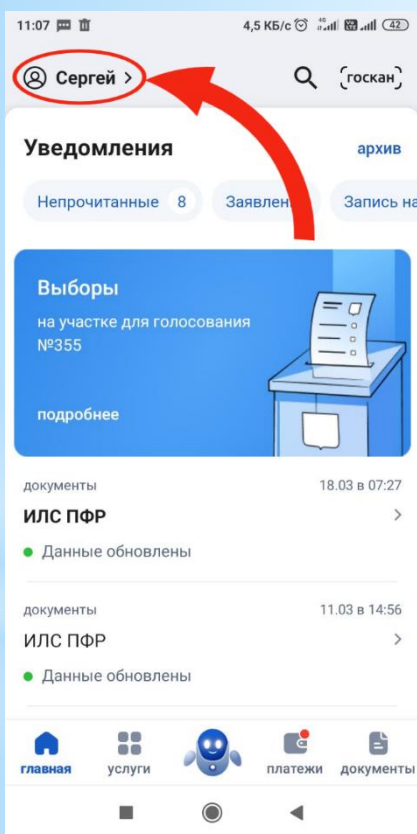 11:07 4,5 КБ/с 4G 42
Сергей >
госкан
Уведомления архив
Непрочитанные 8 Запись на
Выборы
на участке для голосования
№355
подробнее
документы 18.03 в 07:27
ИЛС ПФР
Данные обновлены
документы 11.03 в 14:56
ИЛС ПФР
Данные обновлены
главная услуги платежи документы